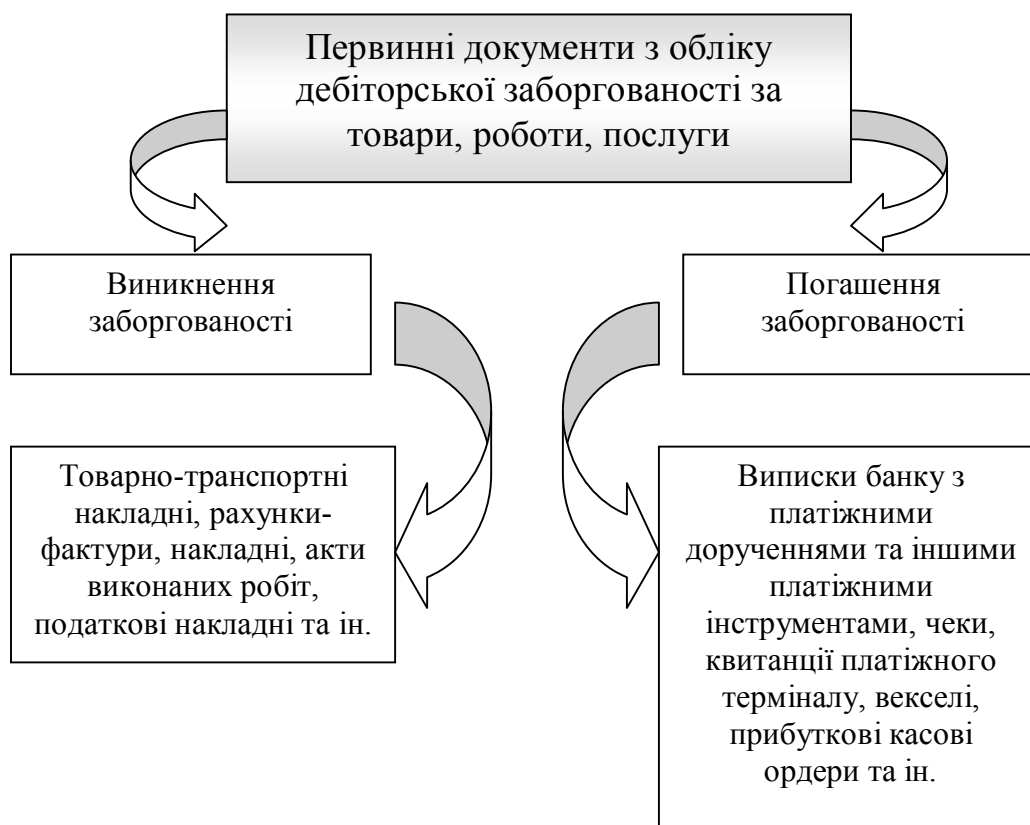 Первинні документи з обліку
дебіторської заборгованості за
товари, роботи, послуги
Виникнення
заборгованості
Погашення
заборгованості
Товарно-транспортні
накладні, рахунки-
фактури, накладні, акти
виконаних робіт,
податкові накладні та ін.
Виписки банку з
платіжними
дорученнями та іншими
платіжними
інструментами, чеки,
квитанції платіжного
терміналу, векселі,
прибуткові касові
ордери та ін.